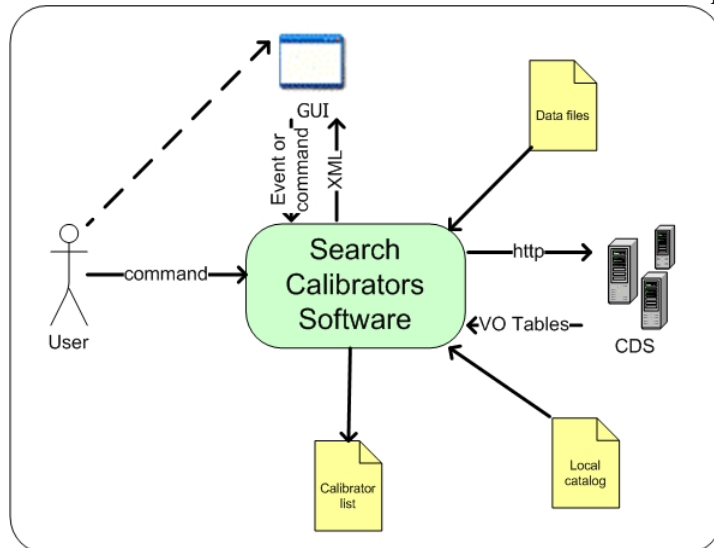 GUI
Data files
Event or
command
XML
Search
Calibrators
Software
http
command
VO Tables
User
CDS
Calibrator
list
Local
catalog